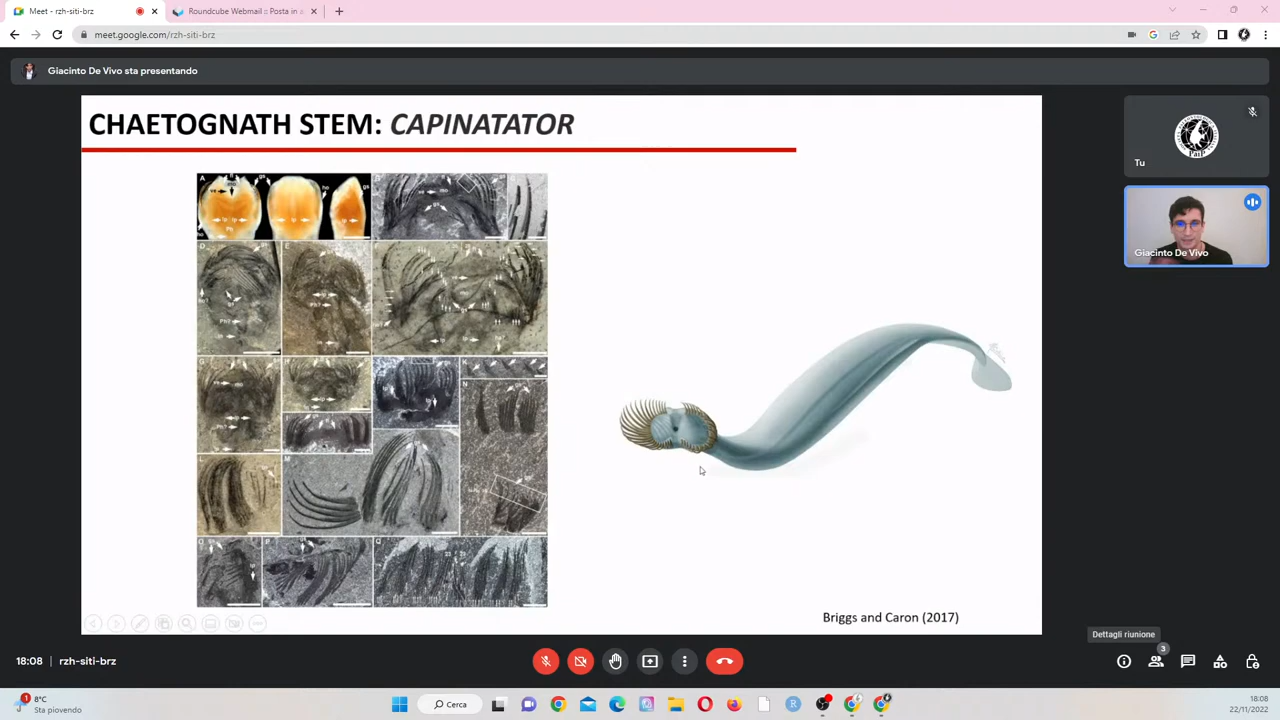 Meet - rzh-siti-brz
Roundcube Webmail :: Posta in a
meet.google.com/rzh-siti-brz
Giacinto De Vivo sta presentando
CHAETOGNATH STEM: CAPINATATOR
Tu
Giacinto De Vivo
Briggs and Caron (2017)
Dettagli riunione
3
18:08
rzh-siti-brz
1
8°C
Sta piovendo
Cerca
18:08
22/11/2022